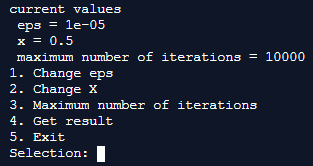 current values
eps = 1e-05
x = 0.5
maximum number of iterations = 10000
1. Change eps
2. Change X
3. Maximum number of iterations
4. Get result
5. Exit
Selection: